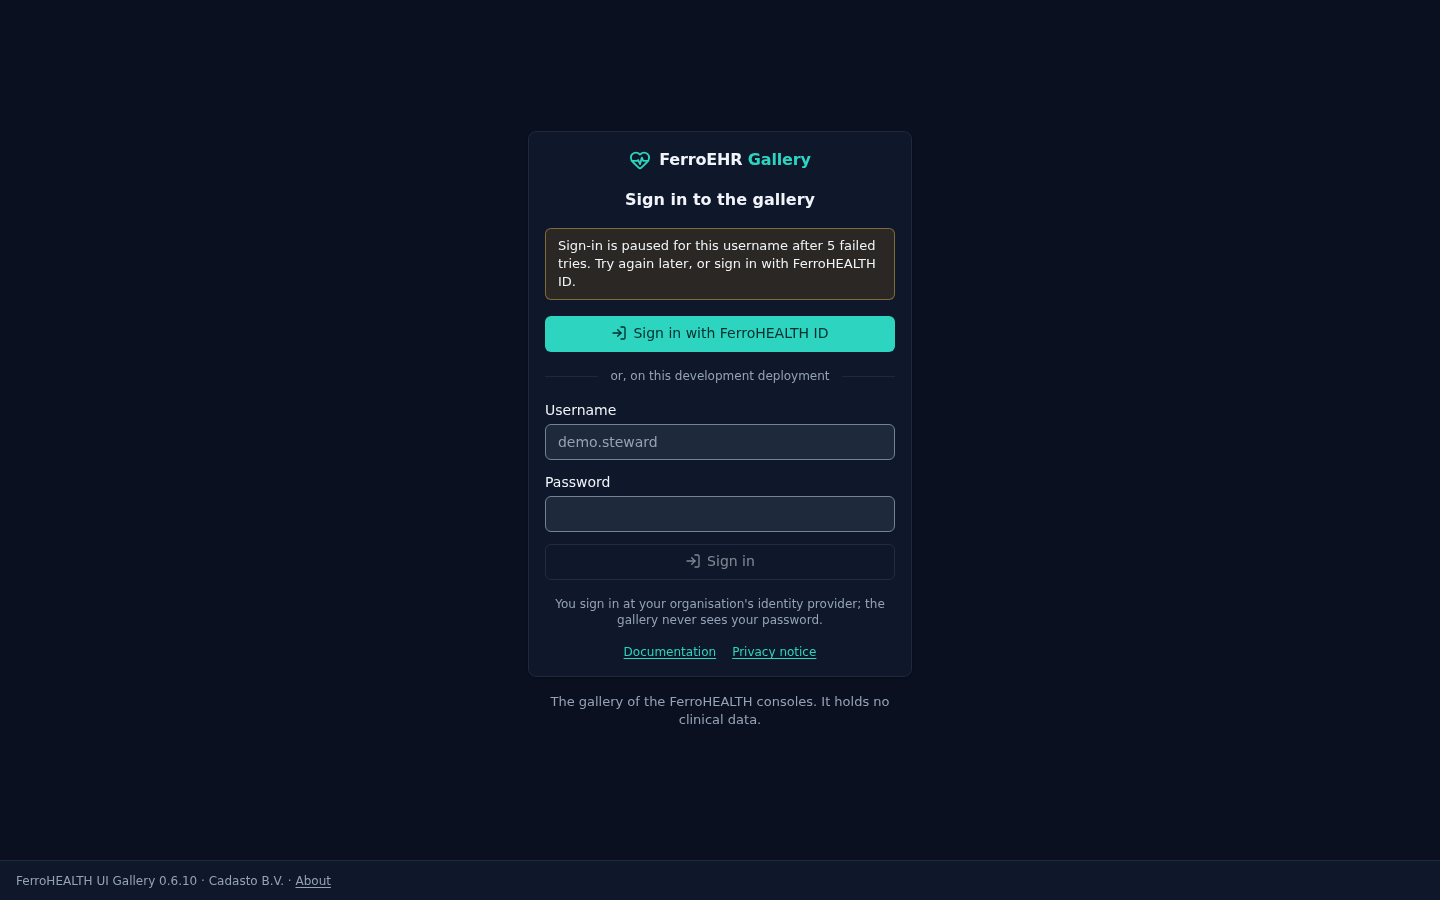 FerroEHR Gallery
Sign in to the gallery
Sign-in is paused for this username after 5 failed
tries. Try again later, or sign in with FerroHEALTH
ID.
Sign in with FerroHEALTH ID
or, on this development deployment
Username
demo.steward
Password
Sign in
You sign in at your organisation's identity provider; the
gallery never sees your password.
Documentation Privacy notice
The gallery of the FerroHEALTH consoles. It holds no
clinical data.
FerroHEALTH UI Gallery 0.6.10 · Cadasto B.V. · About